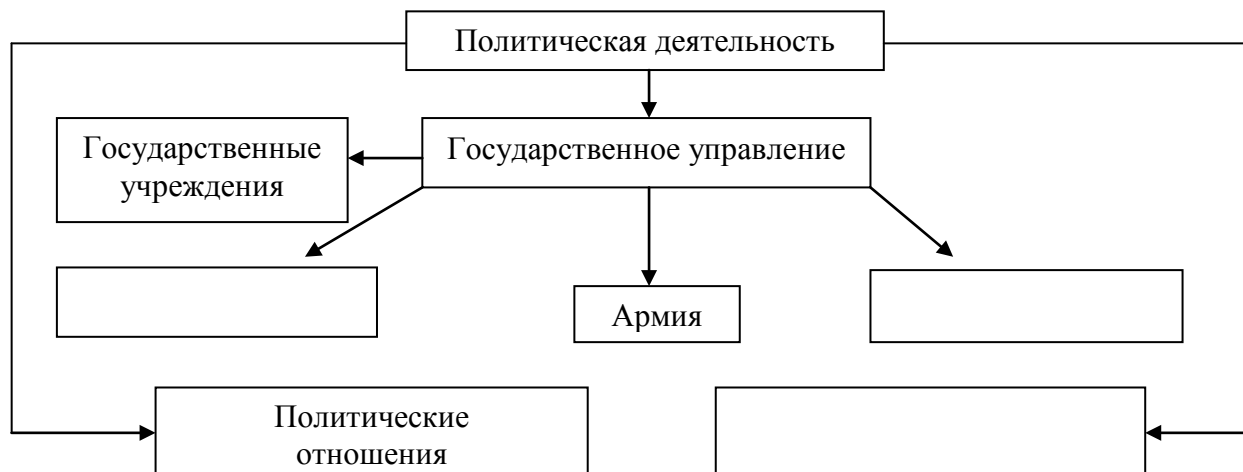 Политическая деятельность
Государственные
учреждения
Государственное управление
Армия
Политические
отношения